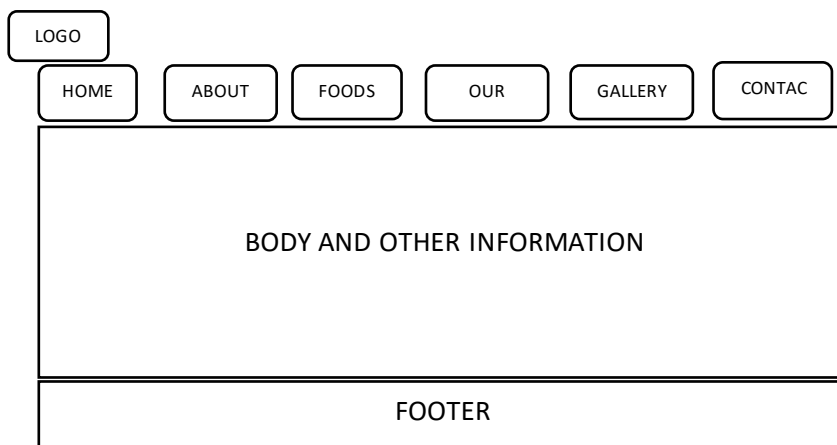 LOGO
HOME ABOUT FOODS OUR GALLERY CONTAC
BODY AND OTHER INFORMATION
FOOTER